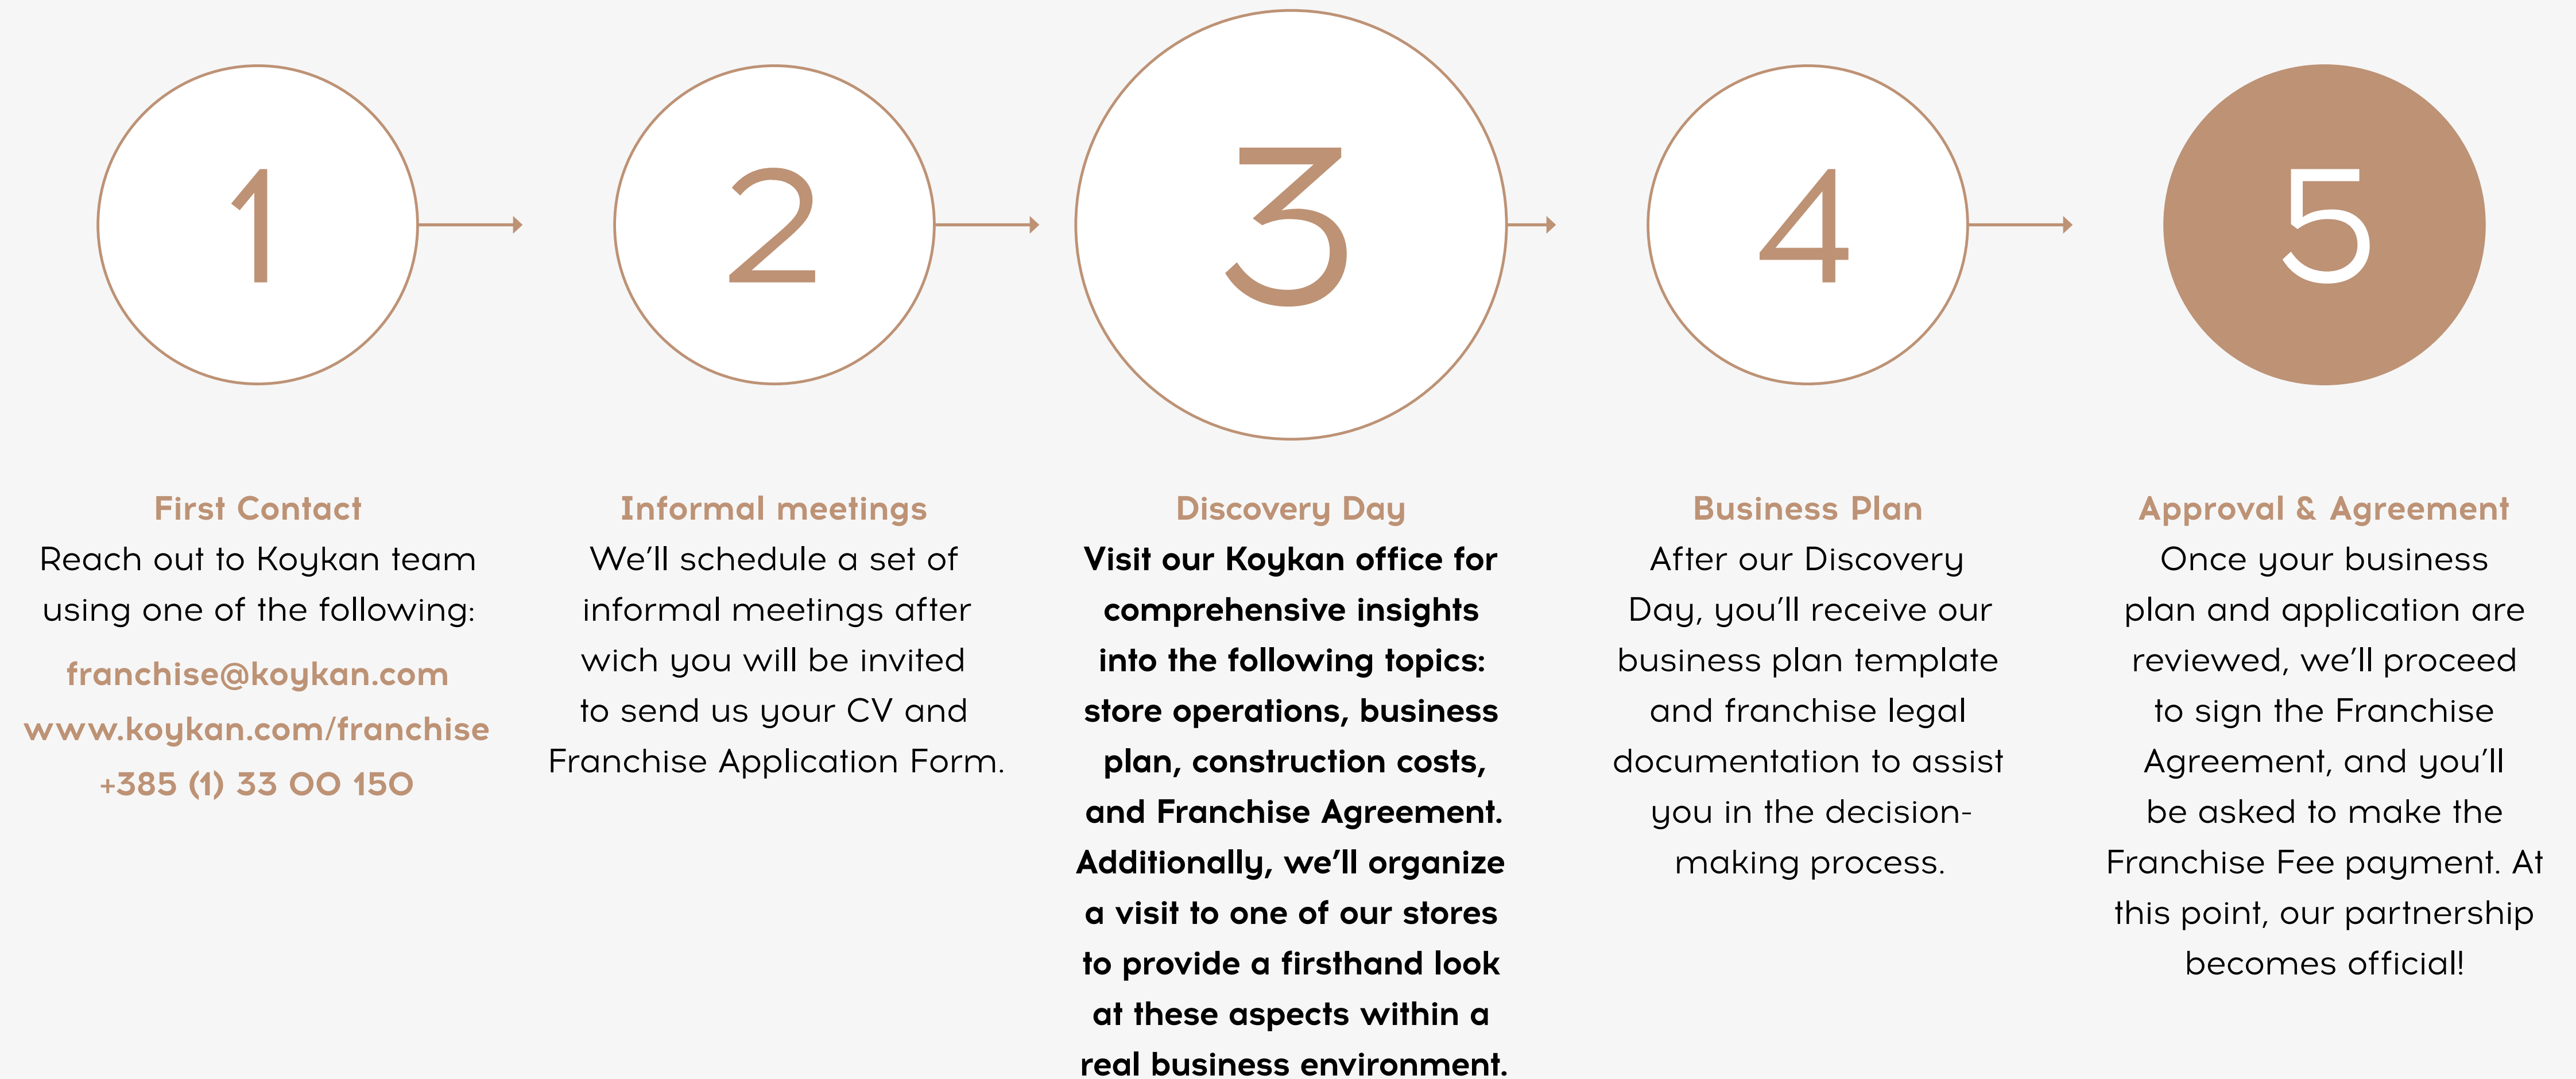 1
First Contact
Reach out to Koykan team
using one of the following:
franchise@koykan.com
www.koykan.com/franchise
+385 (1) 33 00 150
2
Informal meetings
We’ll schedule a set of
informal meetings after
wich you will be invited
to send us your CV and
Franchise Application Form.
3
Discovery Day
Visit our Koykan office for
comprehensive insights
into the following topics:
store operations, business
plan, construction costs,
and Franchise Agreement.
Additionally, we’ll organize
a visit to one of our stores
to provide a firsthand look
at these aspects within a
real business environment.
4
Business Plan
After our Discovery
Day, you’ll receive our
business plan template
and franchise legal
documentation to assist
you in the decision-
making process.
5
Approval & Agreement
Once your business
plan and application are
reviewed, we’ll proceed
to sign the Franchise
Agreement, and you’ll
be asked to make the
Franchise Fee payment. At
this point, our partnership
becomes official!